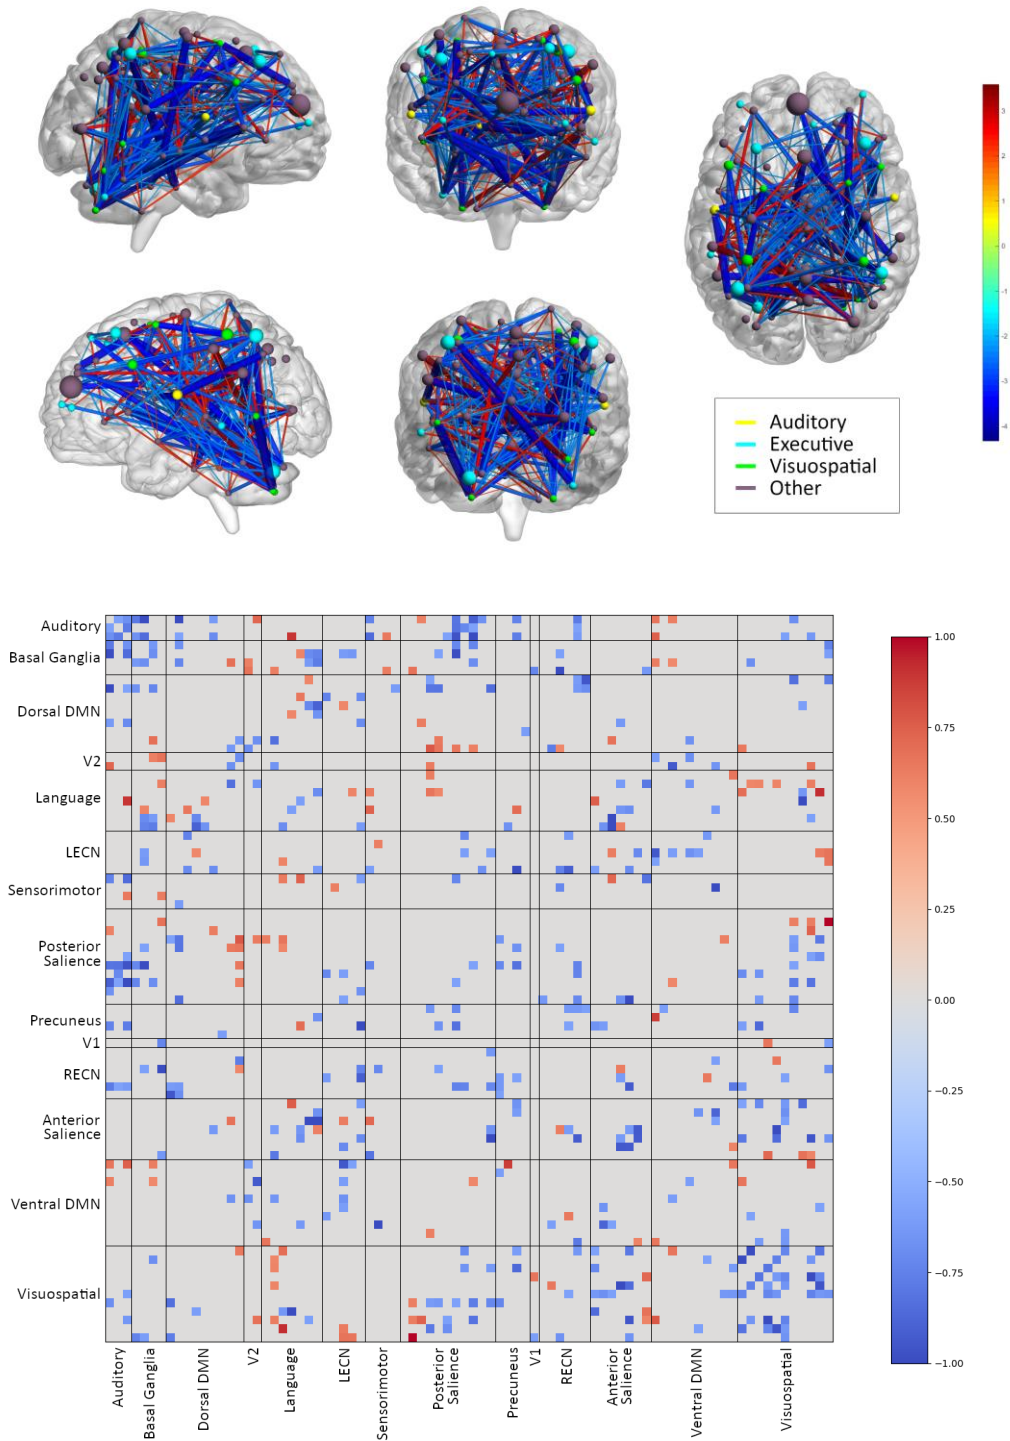 3
2
1
0
-1
-2
-3
-4
Auditory
Executive
Visuospatial
Other
Auditory
Basal Ganglia
Dorsal DMN
V2
Language
LECN
Sensorimotor
Posterior
Salience
Precuneus
V1
RECN
Anterior
Salience
Ventral DMN
Visuospatial
Auditory
Basal Ganglia
Dorsal DMN
V2
Language
LECN
Sensorimotor
Posterior
Salience
Precuneus
V1
RECN
Anterior
Salience
Ventral DMN
Visuospatial
1.00
0.75
0.50
0.25
0.00
−0.25
−0.50
−0.75
−1.00